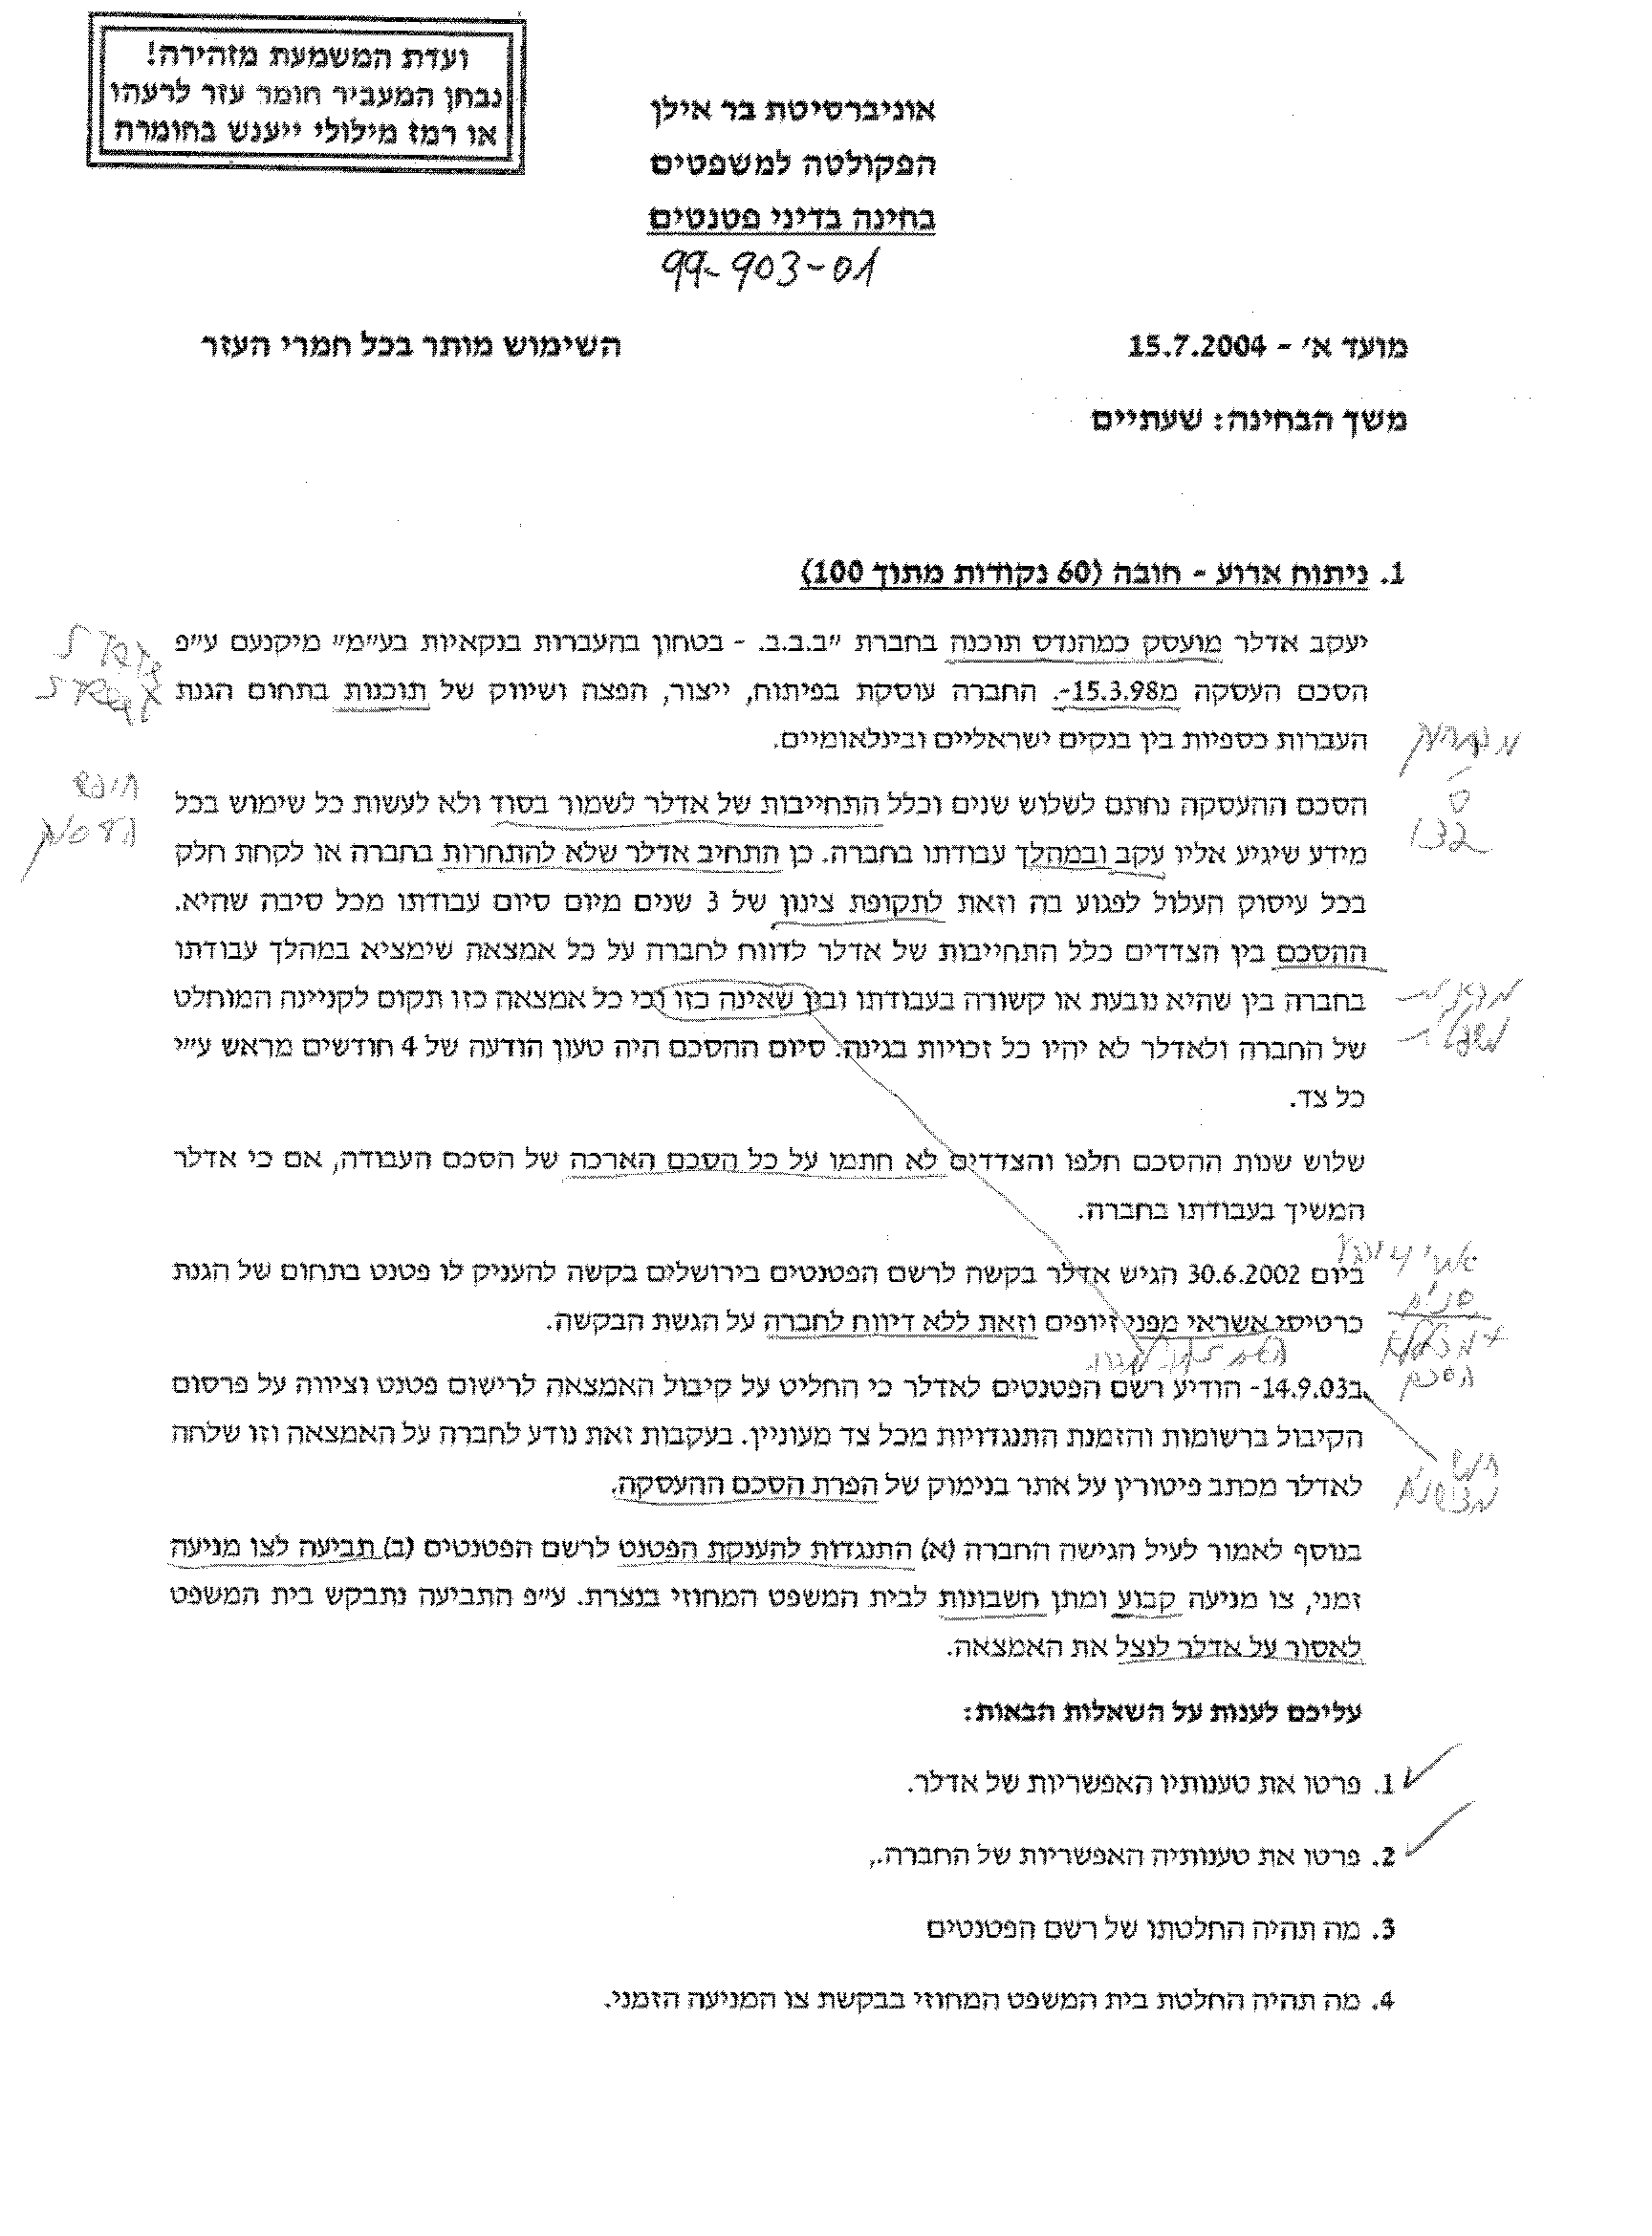 ועדת המשמעת מזהירה!
נבחן המעביר חומר עזר לרעהו
או רמז מילולי ייענש בחומרה
אוניברסיטת בר אילן
הפקולטה למשפטים
בחינה בדיני פטנטים
99-903-01
מועד א' - 15.7.2004
השימוש מותר בכל חמרי העזר
משך הבחינה: שעתיים
1. ניתוח ארוע - חובה (60 נקודות מתוך 100)
יעקב אדלר מועסק כמהנדס תוכנה בחברת "ב.ב.ב. - בטחון בהעברות בנקאיות בע"מ" מיקנעם ע"פ
הסכם העסקה מ15.3.98-. החברה עוסקת בפיתוח, ייצור, הפצה ושיווק של תוכנות בתחום הגנת
העברות כספיות בין בנקים ישראליים ובינלאומיים.
הסכם ההעסקה נחתם לשלוש שנים וכלל התחייבות של אדלר לשמור בסוד ולא לעשות כל שימוש בכל
מידע שיגיע אליו עקב ובמהלך עבודתו בחברה. כן התחיב אדלר שלא להתחרות בחברה או לקחת חלק
בכל עיסוק העלול לפגוע בה וזאת לתקופת צינון של 3 שנים מיום סיום עבודתו מכל סיבה שהיא.
ההסכם בין הצדדים כלל התחייבות של אדלר לדווח לחברה על כל אמצאה שימציא במהלך עבודתו
בחברה בין שהיא נובעת או קשורה בעבודתו ובין שאינה כזו וכי כל אמצאה כזו תקום לקניינה המוחלט
של החברה ולאדלר לא יהיו כל זכויות בגינה. סיום ההסכם היה טעון הודעה של 4 חודשים מראש ע"י
כל צד.
שלוש שנות ההסכם חלפו והצדדים לא חתמו על כל הסכם הארכה של הסכם העבודה, אם כי אדלר
המשיך בעבודתו בחברה.
ביום 30.6.2002 הגיש אדלר בקשה לרשם הפטנטים בירושלים בקשה להעניק לו פטנט בתחום של הגנת
כרטיסי אשראי מפני זיופים וזאת ללא דיווח לחברה על הגשת הבקשה.
ב14.9.03- הודיע רשם הפטנטים לאדלר כי החליט על קיבול האמצאה לרישום פטנט וציווה על פרסום
הקיבול ברשומות והזמנת התנגדויות מכל צד מעוניין. בעקבות זאת נודע לחברה על האמצאה וזו שלחה
לאדלר מכתב פיטורין על אתר בנימוק של הפרת הסכם ההעסקה.
בנוסף לאמור לעיל הגישה החברה (א) התנגדות להענקת הפטנט לרשם הפטנטים (ב) תביעה לצו מניעה
זמני, צו מניעה קבוע ומתן חשבונות לבית המשפט המחוזי בנצרת. ע"פ התביעה נתבקש בית המשפט
לאסור על אדלר לנצל את האמצאה.
עליכם לענות על השאלות הבאות:
1. פרטו את טענותיו האפשריות של אדלר.
2. פרטו את טענותיה האפשריות של החברה.,
3. מה תהיה החלטתו של רשם הפטנטים
4. מה תהיה החלטת בית המשפט המחוזי בבקשת צו המניעה הזמני.